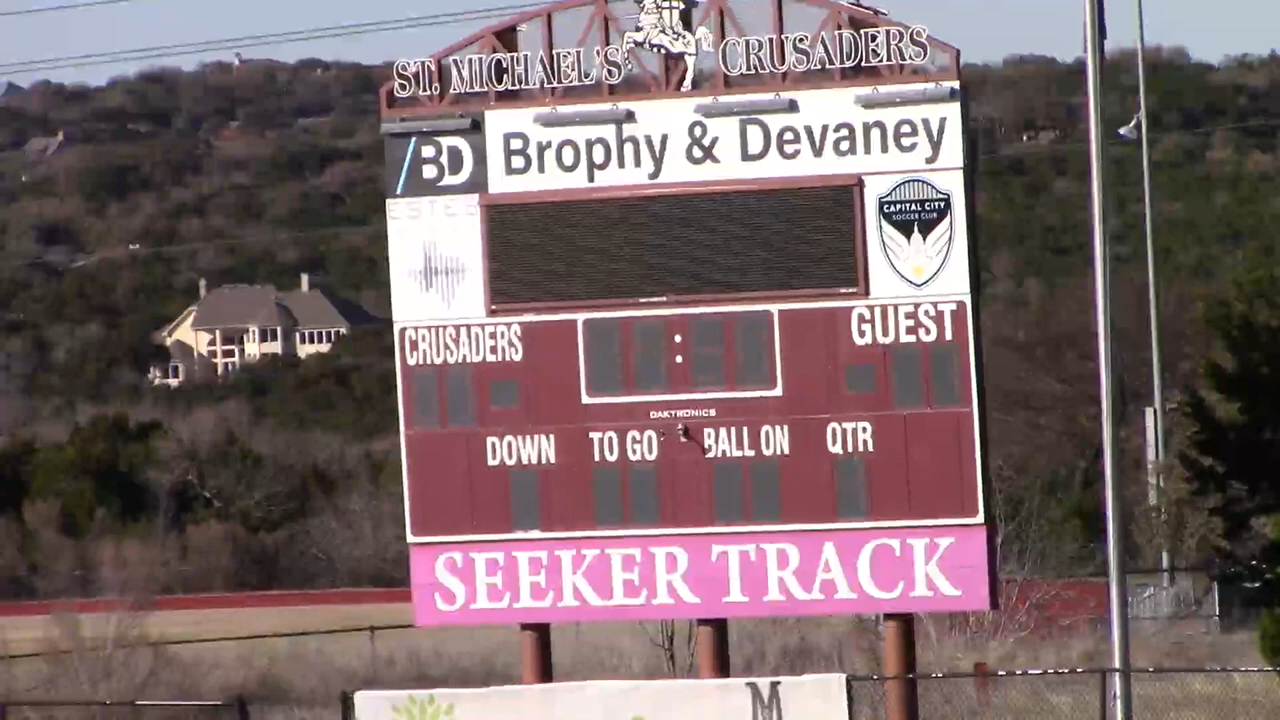 ST. MICHAEL'S CRUSADERS
/BD Brophy & Devaney
ESTES
CAPITAL CITY
SOCCER CLUB
CRUSADERS : GUEST
DAKTRONICS
DOWN TO GO BALL ON QTR
SEEKER TRACK
M